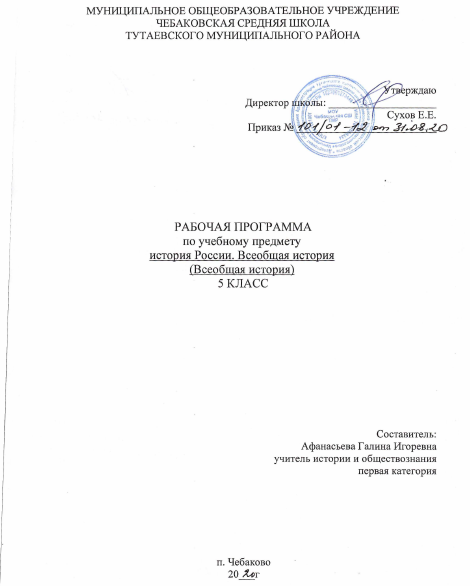 МУНИЦИПАЛЬНОЕ ОБЩЕОБРАЗОВАТЕЛЬНОЕ УЧРЕЖДЕНИЕ
ЧЕБАКОВСКАЯ СРЕДНЯЯ ШКОЛА
ТУТАЕВСКОГО МУНИЦИПАЛЬНОГО РАЙОНА
Утверждаю
Директор школы:
Сухов Е.Е.
Приказ № 101/01-12 от 31.08.20
РАБОЧАЯ ПРОГРАММА
по учебному предмету
история России. Всеобщая история
(Всеобщая история)
5 КЛАСС
Составитель:
Афанасьева Галина Игоревна
учитель истории и обществознания
первая категория
п. Чебаково
2020г